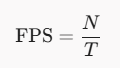 FPS = N/T